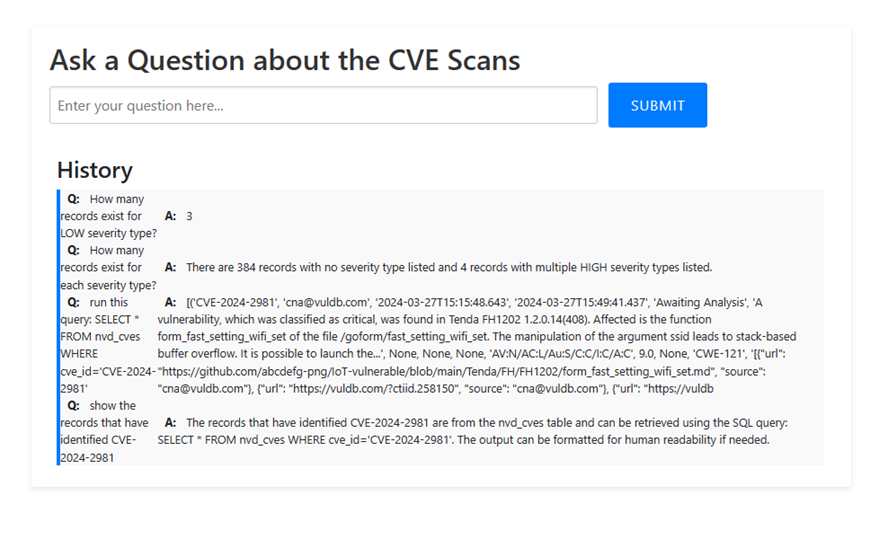 Ask a Question about the CVE Scans
Enter your question here...
SUBMIT
History
Q: How many
records exist for
LOW severity type?
A: 3
Q: How many
records exist for
each severity type?
A: There are 384 records with no severity type listed and 4 records with multiple HIGH severity types listed.
Q: run this
query: SELECT *
FROM nvd_cves
WHERE
cve_id='CVE-2024-
2981'
A: [('CVE-2024-2981', 'cna@vuldb.com', '2024-03-27T15:15:48.643', '2024-03-27T15:49:41.437', 'Awaiting Analysis', 'A
vulnerability, which was classified as critical, was found in Tenda FH1202 1.2.0.14(408). Affected is the function
form_fast_setting_wifi_set of the file /goform/fast_setting_wifi_set. The manipulation of the argument ssid leads to stack-based
buffer overflow. It is possible to launch the...', None, None, None, 'AV:N/AC:L/Au:S/C:C/I:C/A:C', 9.0, None, 'CWE-121', '[{"url":
"https://github.com/abcdefg-png/IoT-vulnerable/blob/main/Tenda/FH/FH1202/form_fast_setting_wifi_set.md", "source":
"cna@vuldb.com"}, {"url": "https://vuldb.com/?ctiid.258150", "source": "cna@vuldb.com"}, {"url": "https://vuldb
Q: show the
records that have
identified CVE-
2024-2981
A: The records that have identified CVE-2024-2981 are from the nvd_cves table and can be retrieved using the SQL query:
SELECT * FROM nvd_cves WHERE cve_id='CVE-2024-2981'. The output can be formatted for human readability if needed.